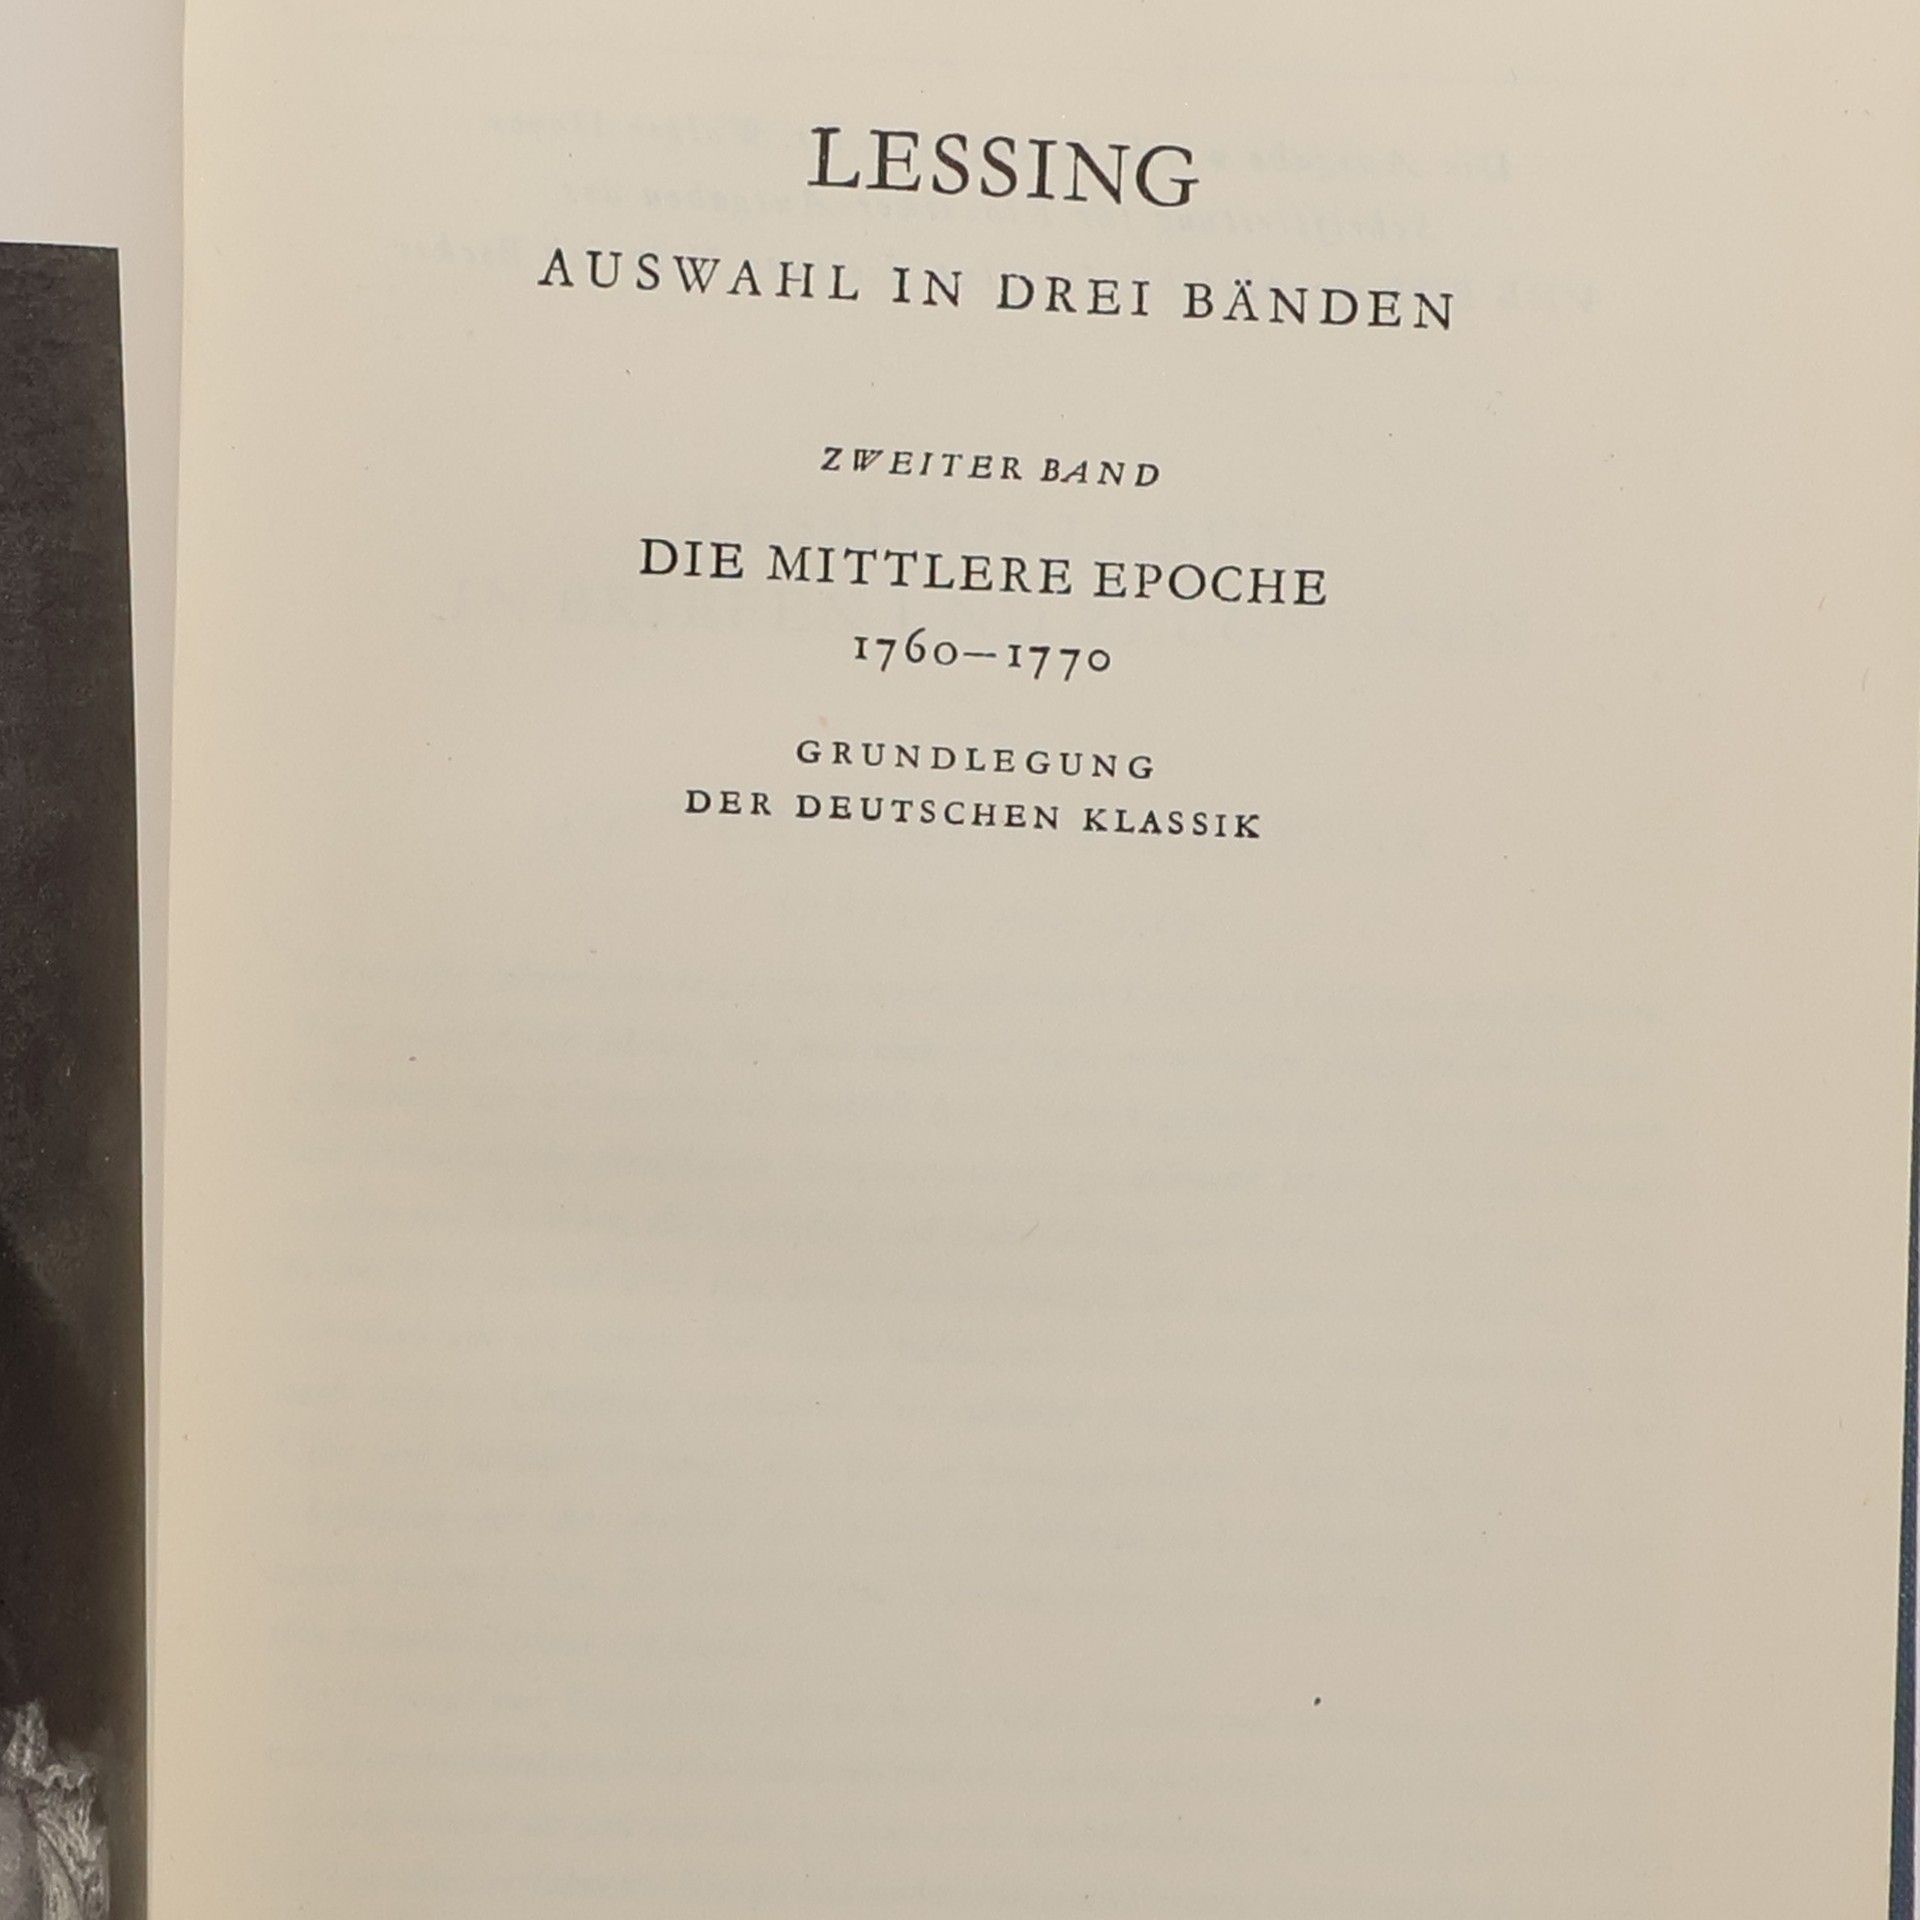 LESSING
AUSWAHL IN DREI BÄNDEN
ZWEITER BAND
DIE MITTLERE EPOCHE
1760–1770
GRUNDLEGUNG
DER DEUTSCHEN KLASSIK